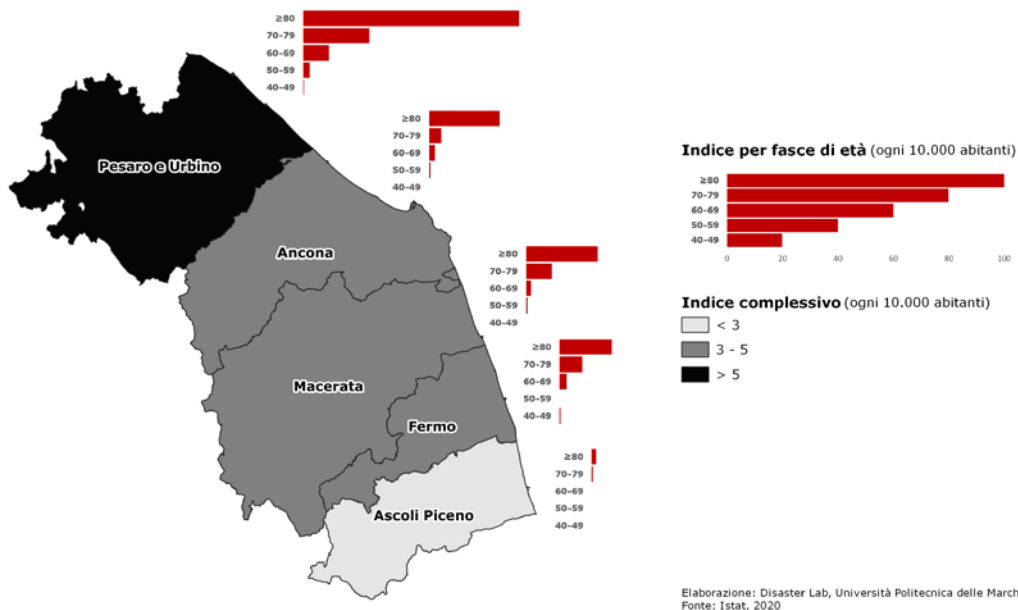 ≥80
70-79
60-69
50-59
40-49
≥80
70-79
60-69
50-59
40-49
Pesaro e Urbino
Ancona
≥80
70-79
60-69
50-59
40-49
≥80
70-79
60-69
50-59
40-49
Macerata
Fermo
≥80
70-79
60-69
50-59
40-49
Ascoli Piceno
Indice per fasce di età (ogni 10.000 abitanti)
≥80
70-79
60-69
50-59
40-49
0 20 40 60 80 100
Indice complessivo (ogni 10.000 abitanti)
< 3
3 - 5
> 5
Elaborazione: Disaster Lab, Università Politecnica delle March
Fonte: Istat, 2020